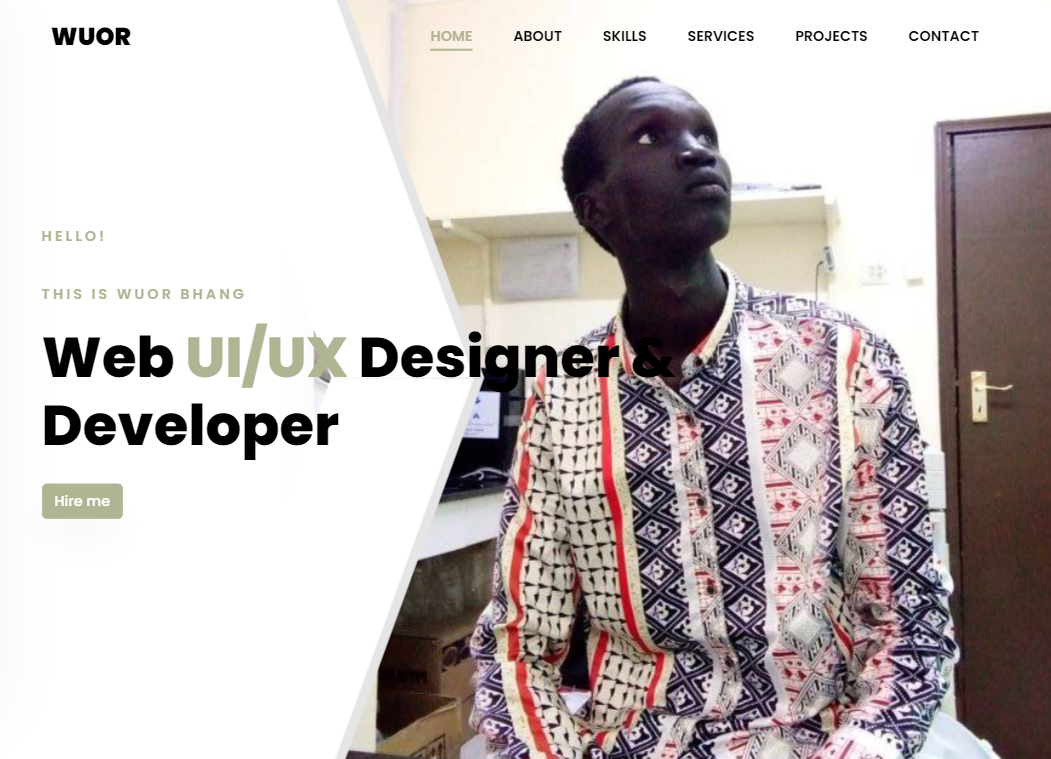 WUOR
HOME ABOUT SKILLS SERVICES PROJECTS CONTACT
HELLO!
THIS IS WUOR BHANG
Web UI/UX Designer &
Developer
Hire me